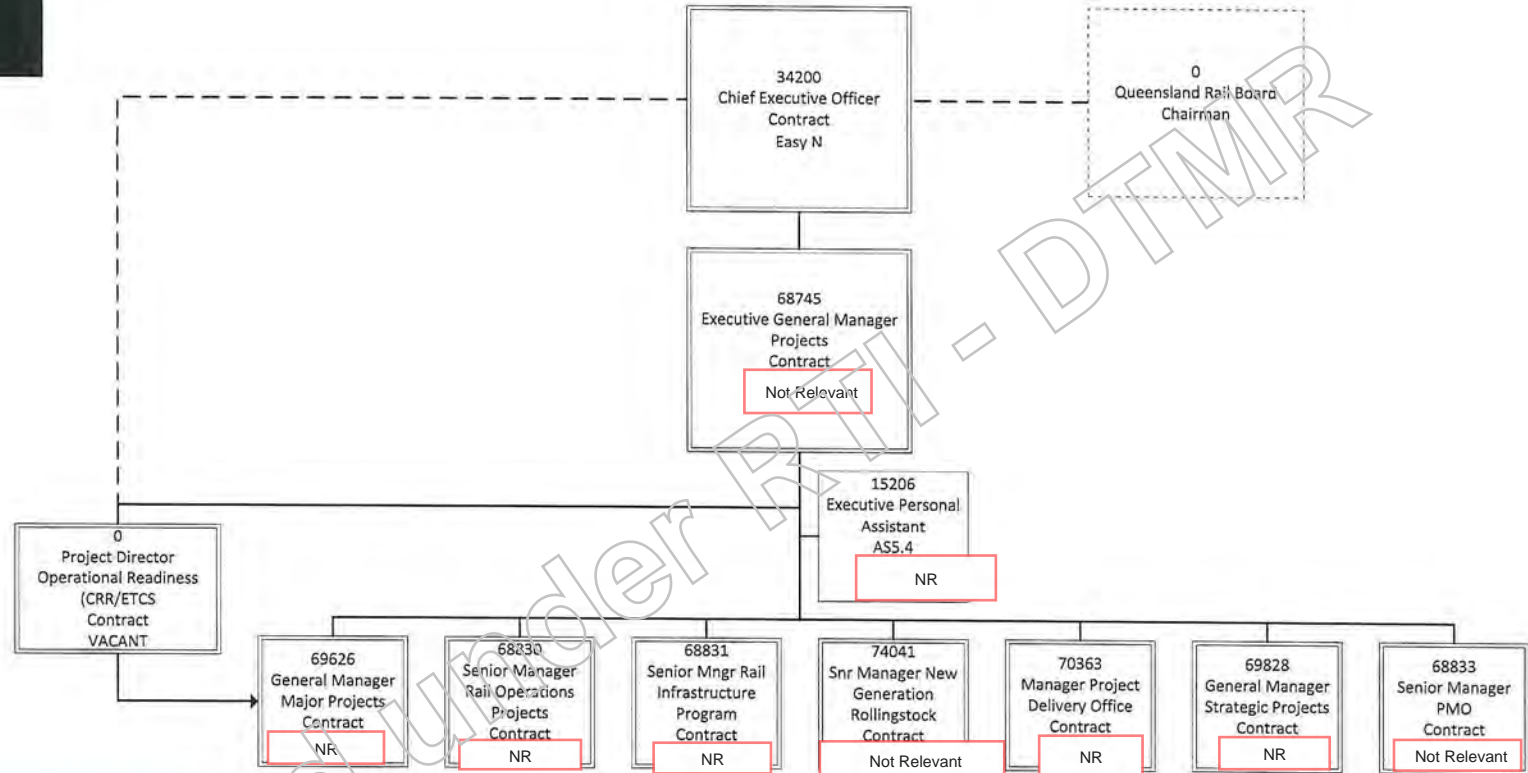 34200
Chief Executive Officer
Contract
Easy N
0
Queensland Rail Board
Chairman
68745
Executive General Manager
Projects
Contract
Not Relevant
15206
Executive Personal
Assistant
AS5.4
NR
0
Project Director
Operational Readiness
(CRR/ETCS
Contract
VACANT
69626
General Manager
Major Projects
Contract
NR
68830
Senior Manager
Rail Operations
Projects
Contract
NR
68831
Senior Mngr Rail
Infrastructure
Program
Contract
NR
74041
Snr Manager New
Generation
Rollingstock
Contract
Not Relevant
70363
Manager Project
Delivery Office
Contract
NR
69828
General Manager
Strategic Projects
Contract
NR
68833
Senior Manager
PMO
Contract
Not Relevant
under RTI - DTMR